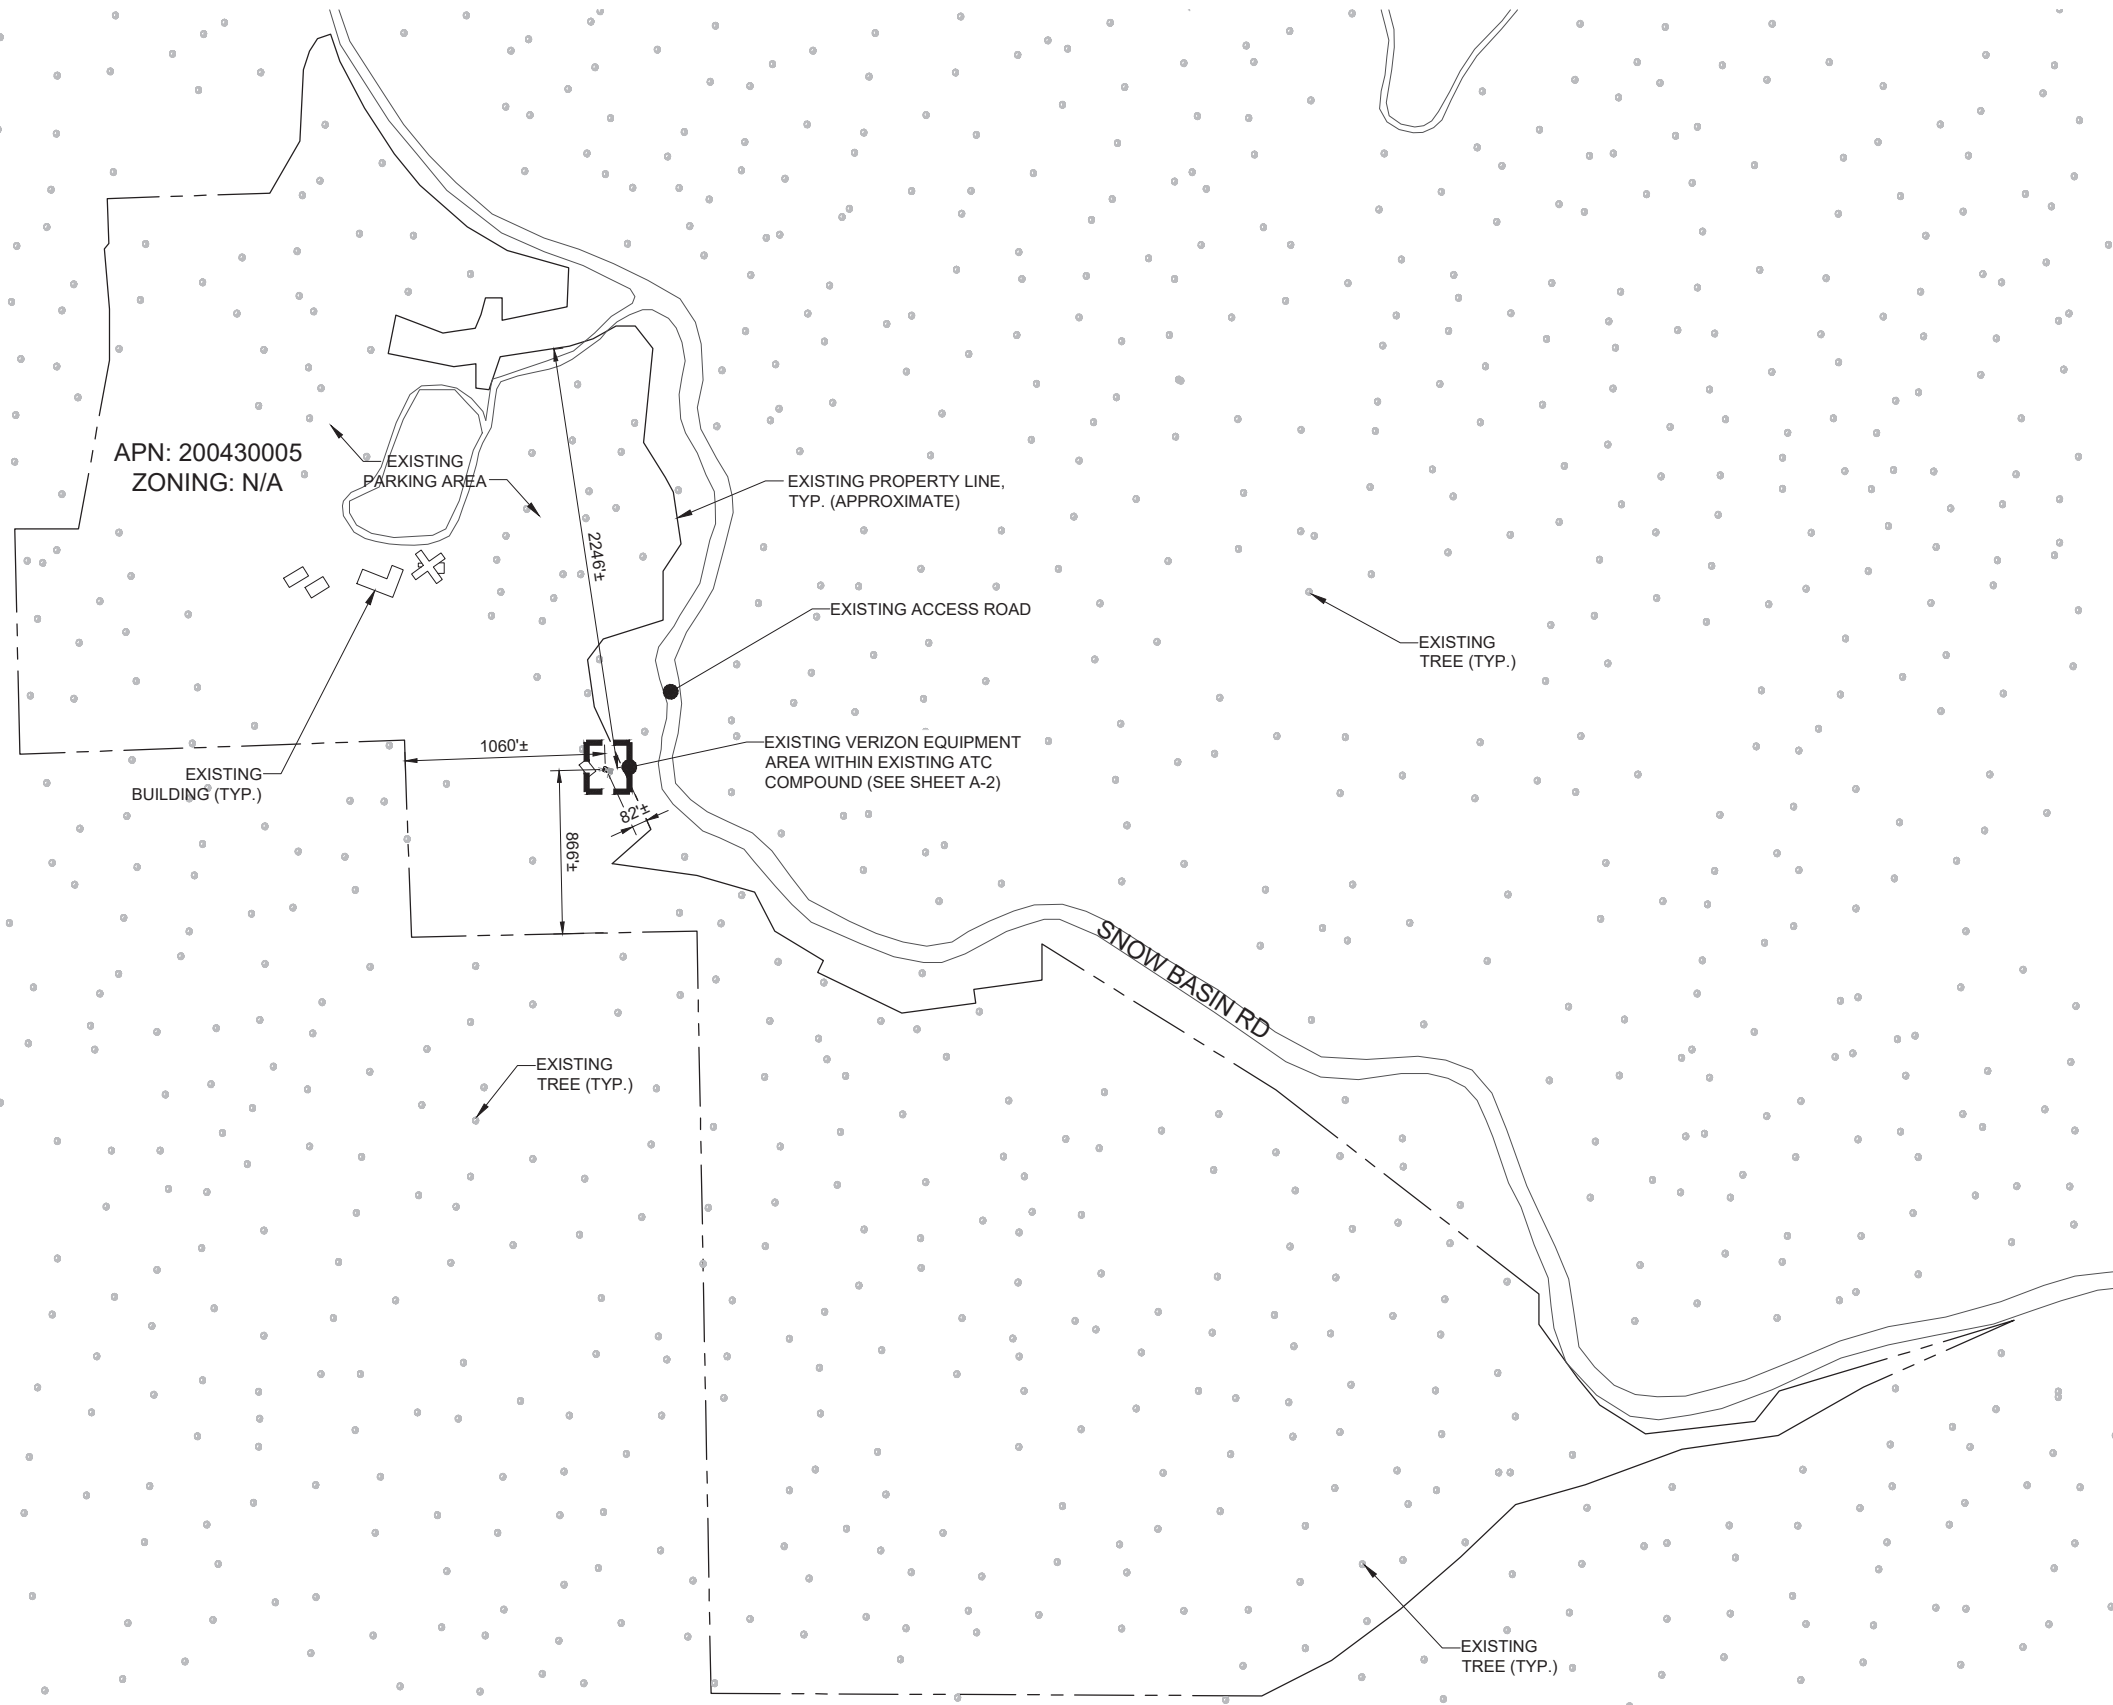 APN: 200430005
ZONING: N/A
EXISTING
PARKING AREA
EXISTING PROPERTY LINE,
TYP. (APPROXIMATE)
2246'±
EXISTING ACCESS ROAD
EXISTING
TREE (TYP.)
1060'±
EXISTING VERIZON EQUIPMENT
AREA WITHIN EXISTING ATC
COMPOUND (SEE SHEET A-2)
EXISTING
BUILDING (TYP.)
82'±
866'±
SNOW BASIN RD
EXISTING
TREE (TYP.)
EXISTING
TREE (TYP.)